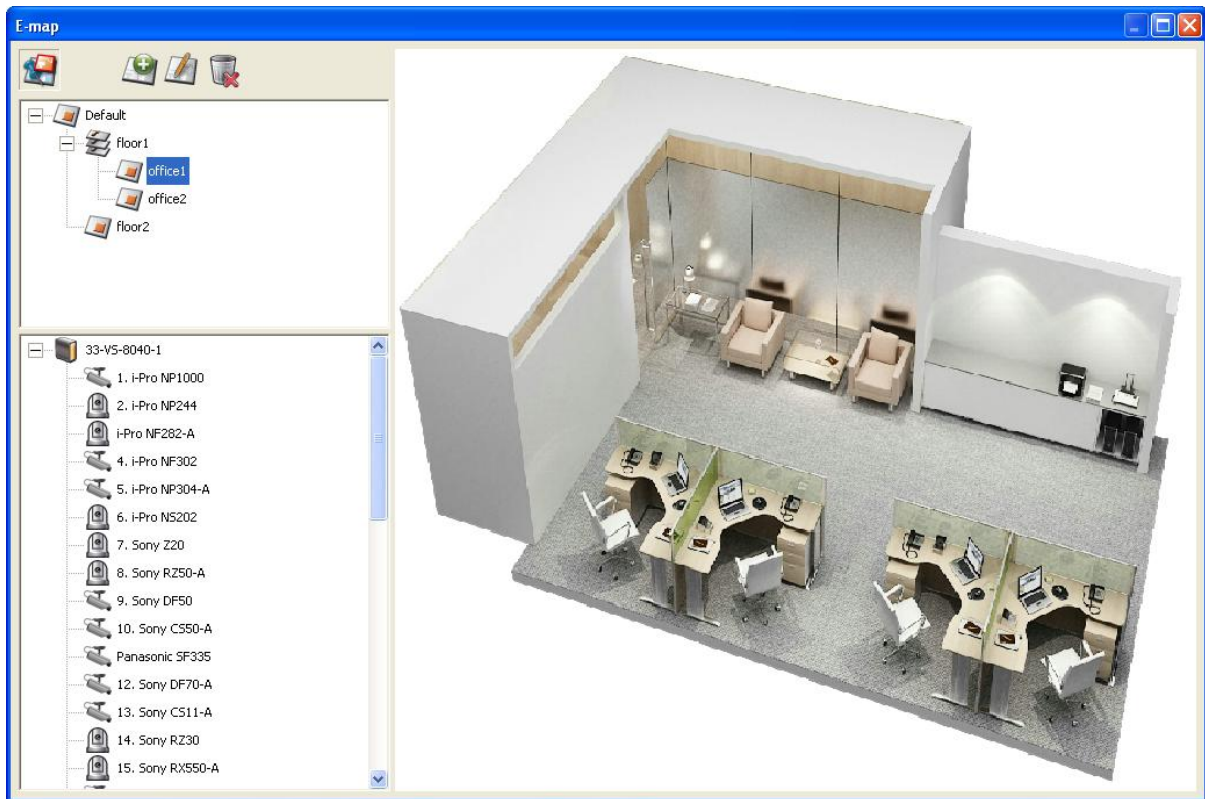 E-map
Default
floor1
office1
office2
floor2
33-VS-8040-1
1. i-Pro NP1000
2. i-Pro NP244
i-Pro NF282-A
4. i-Pro NF302
5. i-Pro NP304-A
6. i-Pro NS202
7. Sony Z20
8. Sony RZ50-A
9. Sony DF50
10. Sony CS50-A
Panasonic SF335
12. Sony DF70-A
13. Sony CS11-A
14. Sony RZ30
15. Sony RX550-A